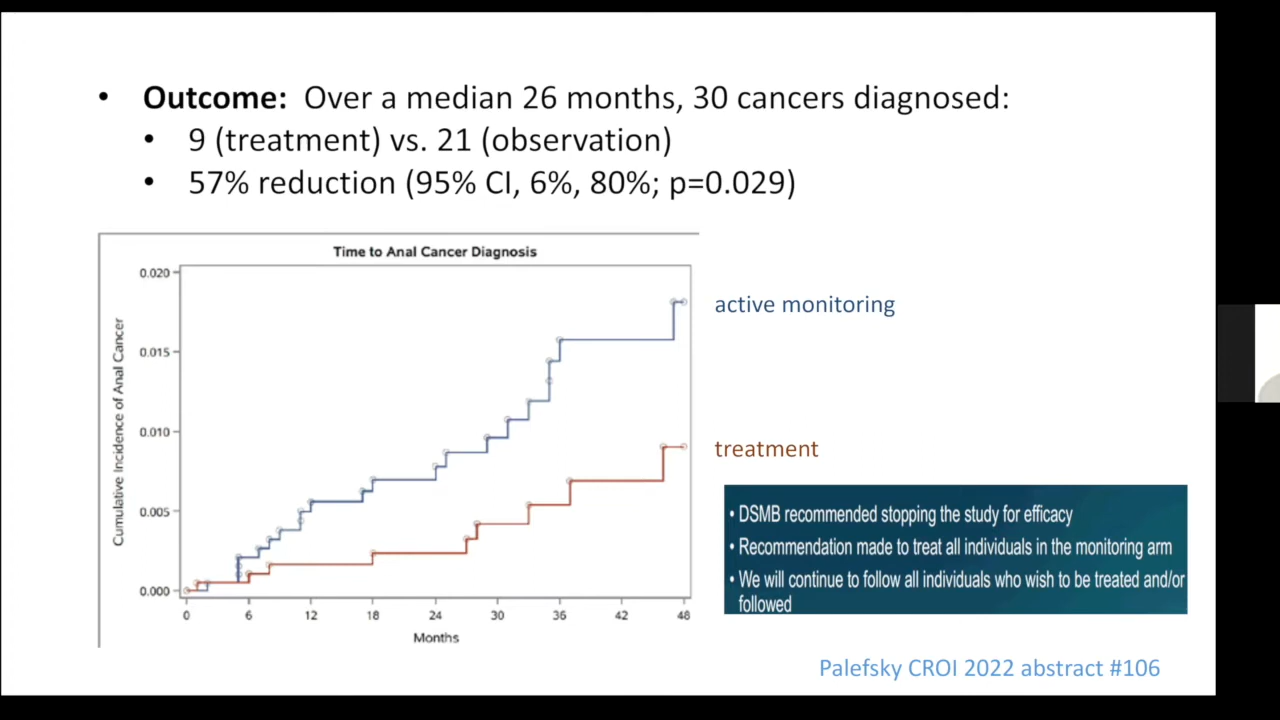 • Outcome: Over a median 26 months, 30 cancers diagnosed:
• 9 (treatment) vs. 21 (observation)
• 57% reduction (95% CI, 6%, 80%; p=0.029)
Time to Anal Cancer Diagnosis
Cumulative Incidence of Anal Cancer
0.020
0.015
0.010
0.005
0.000
0 6 12 18 24 30 36 42 48
Months
active monitoring
treatment
• DSMB recommended stopping the study for efficacy
• Recommendation made to treat all individuals in the monitoring arm
• We will continue to follow all individuals who wish to be treated and/or
followed
Palefsky CROI 2022 abstract #106